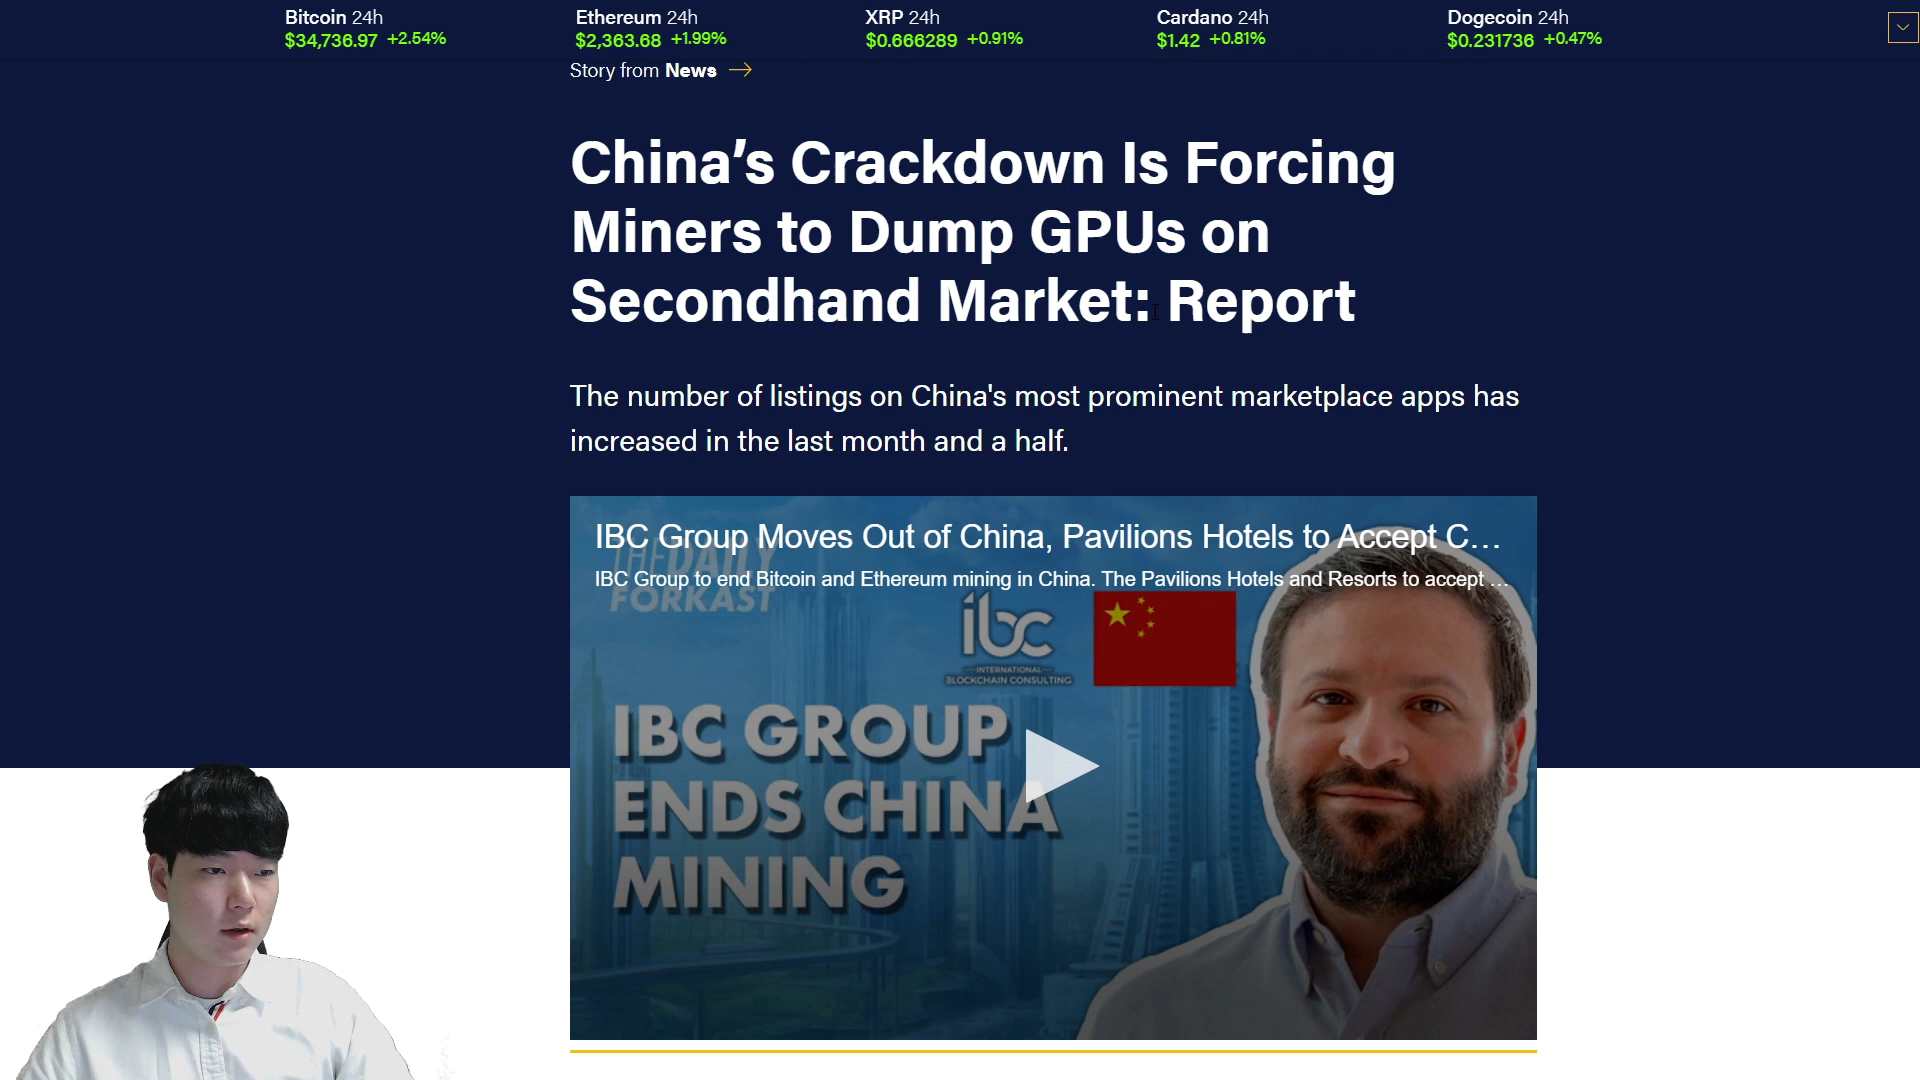 Bitcoin 24h
$34,736.97 +2.54%
Ethereum 24h
$2,363.68 +1.99%
XRP 24h
$0.666289 +0.91%
Cardano 24h
$1.42 +0.81%
Dogecoin 24h
$0.231736 +0.47%
Story from News
China’s Crackdown Is Forcing
Miners to Dump GPUs on
Secondhand Market: Report
The number of listings on China's most prominent marketplace apps has
increased in the last month and a half.
IBC Group Moves Out of China, Pavilions Hotels to Accept C...
IBC Group to end Bitcoin and Ethereum mining in China. The Pavilions Hotels and Resorts to accept ...
THE DAILY
FORKAST
ibc
INTERNATIONAL
BLOCKCHAIN CONSULTING
IBC GROUP
ENDS CHINA
MINING